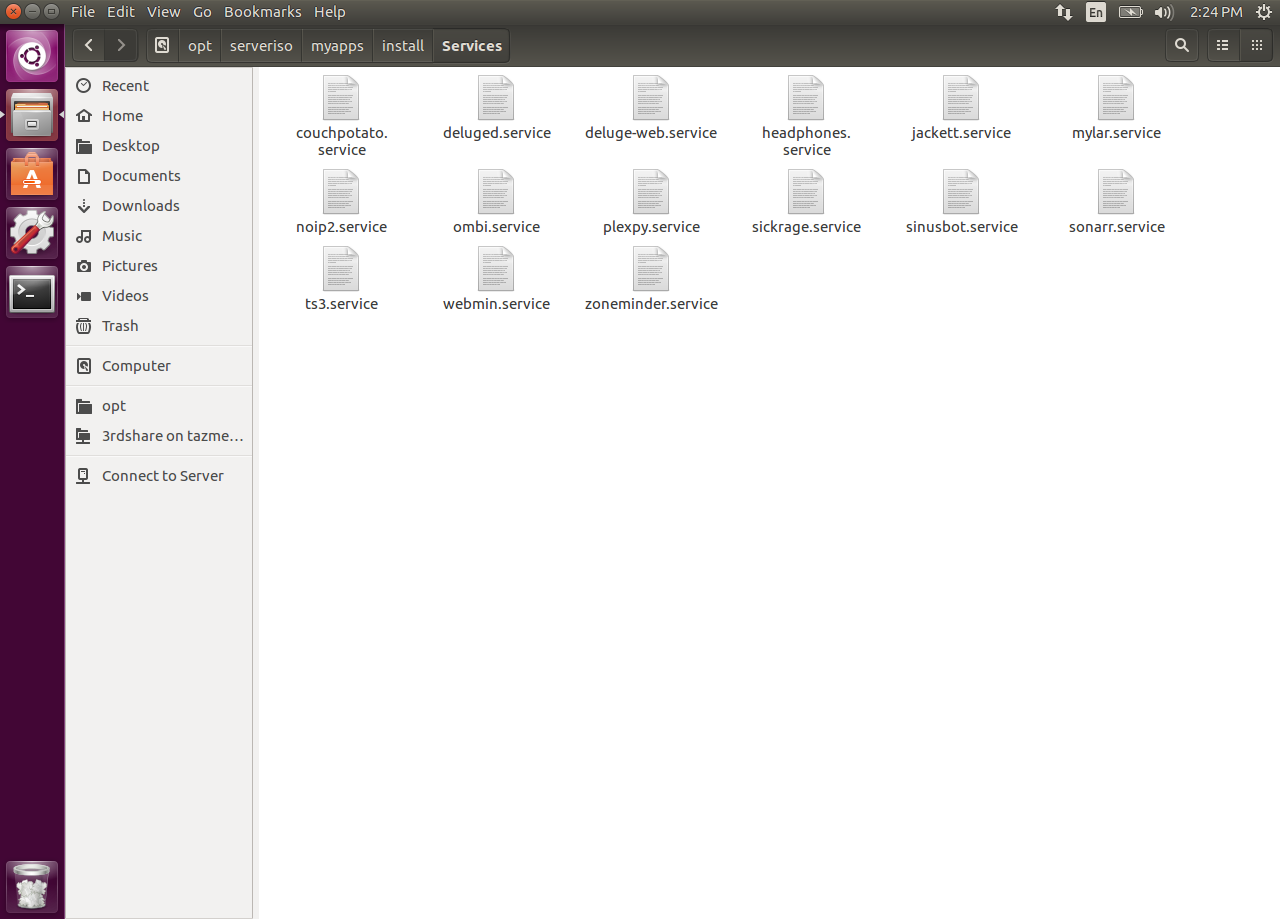 File Edit View Go Bookmarks Help
En
2:24 PM
opt serveriso myapps install Services
Recent
Home
Desktop
Documents
Downloads
Music
Pictures
Videos
Trash
Computer
opt
3rdshare on tazme…
Connect to Server
couchpotato.
service
deluged.service
deluge-web.service
headphones.
service
jackett.service
mylar.service
noip2.service
ombi.service
plexpy.service
sickrage.service
sinusbot.service
sonarr.service
ts3.service
webmin.service
zoneminder.service